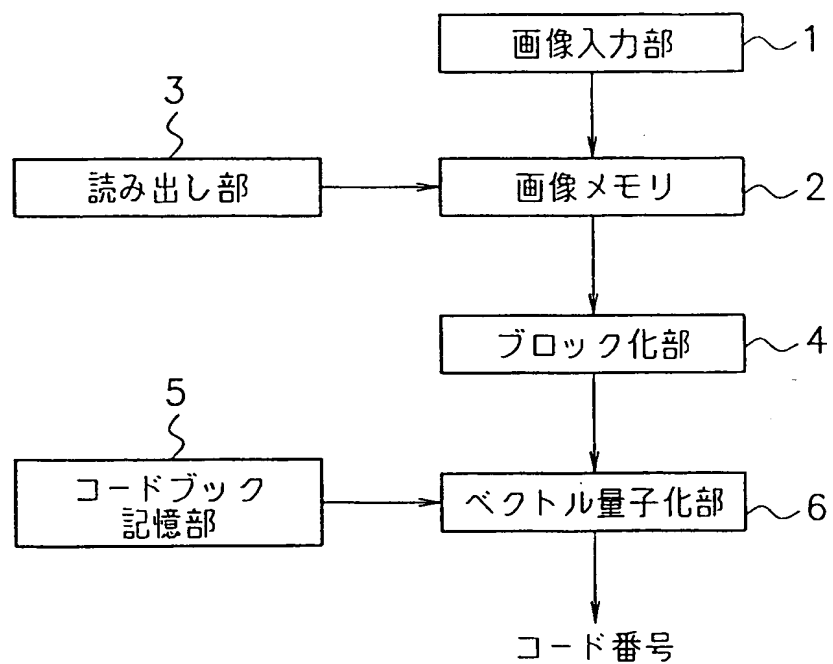 画像入力部
1
3
読み出し部
画像メモリ
2
ブロック化部
4
5
コードブック
記憶部
ベクトル量子化部
6
コード番号